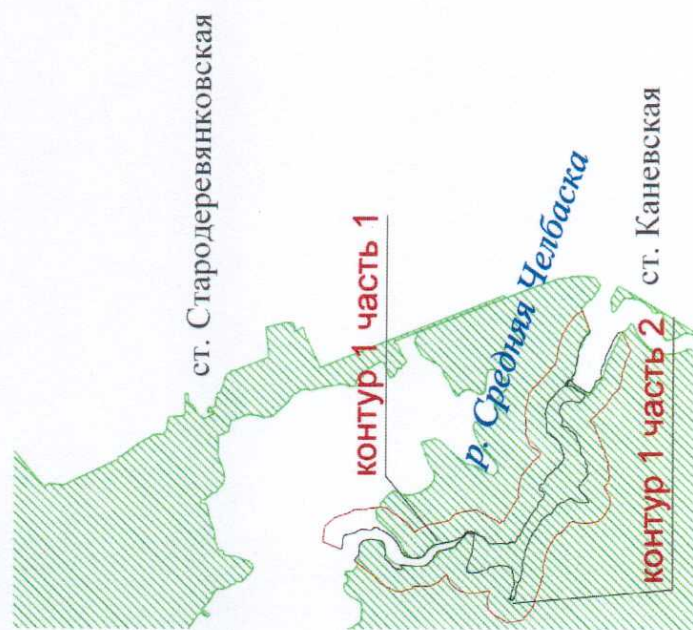 ст. Стародеревянковская
контур 1 часть 1
р. Средняя Челбаска
контур 1 часть 2
ст. Каневская